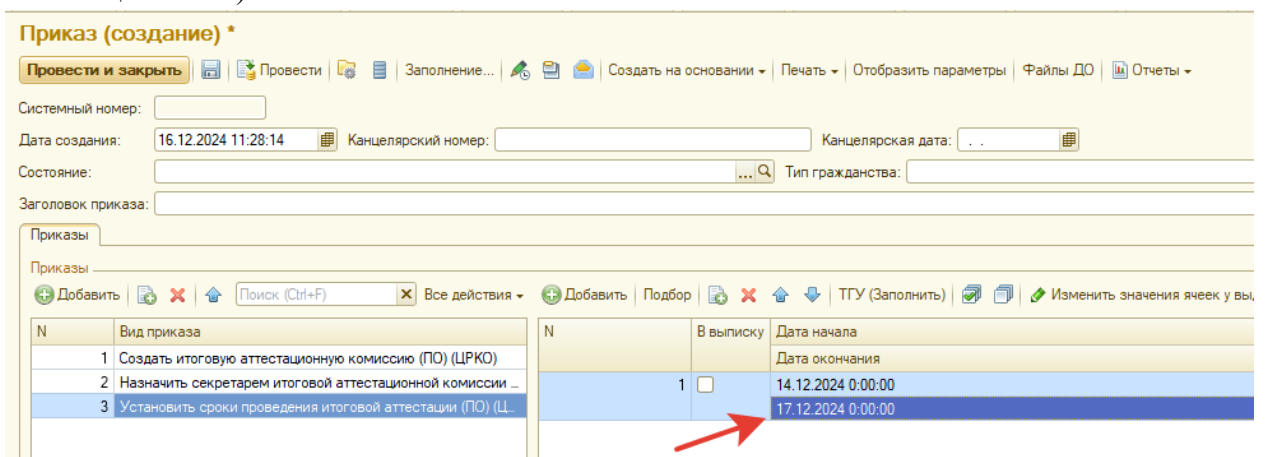 Приказ (создание) *
Провести и закрыть Провести Заполнение... Создать на основании Печать Отобразить параметры Файлы ДО Отчеты
Системный номер:
Дата создания: 16.12.2024 11:28:14 Канцелярский номер: Канцелярская дата: . .
Состояние: ... Тип гражданства:
Заголовок приказа:
Приказы
Приказы
Добавить Поиск (Ctrl+F) Все действия Добавить Подбор ТГУ (Заполнить) Изменить значения ячеек у
N Вид приказа N В выписку Дата начала
Дата окончания
1 Создать итоговую аттестационную комиссию (ПО) (ЦРКО)
2 Назначить секретарем итоговой аттестационной комиссии ... 1 14.12.2024 0:00:00
3 Установить сроки проведения итоговой аттестации (ПО) (Ц... 17.12.2024 0:00:00